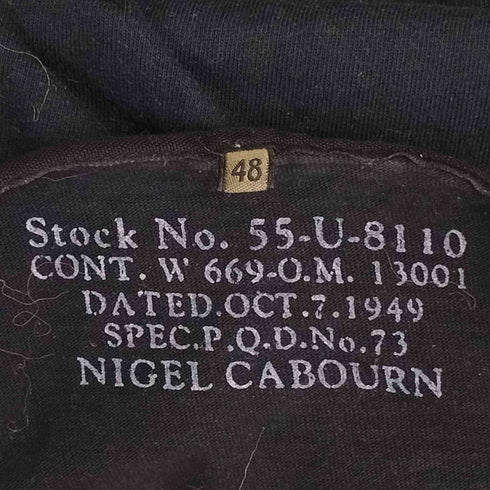 48
Stock No. 55-U-8110
CONT. W 669-O.M. 13001
DATED.OCT.7.1949
SPEC.P.Q.D.No.73
NIGEL CABOURN